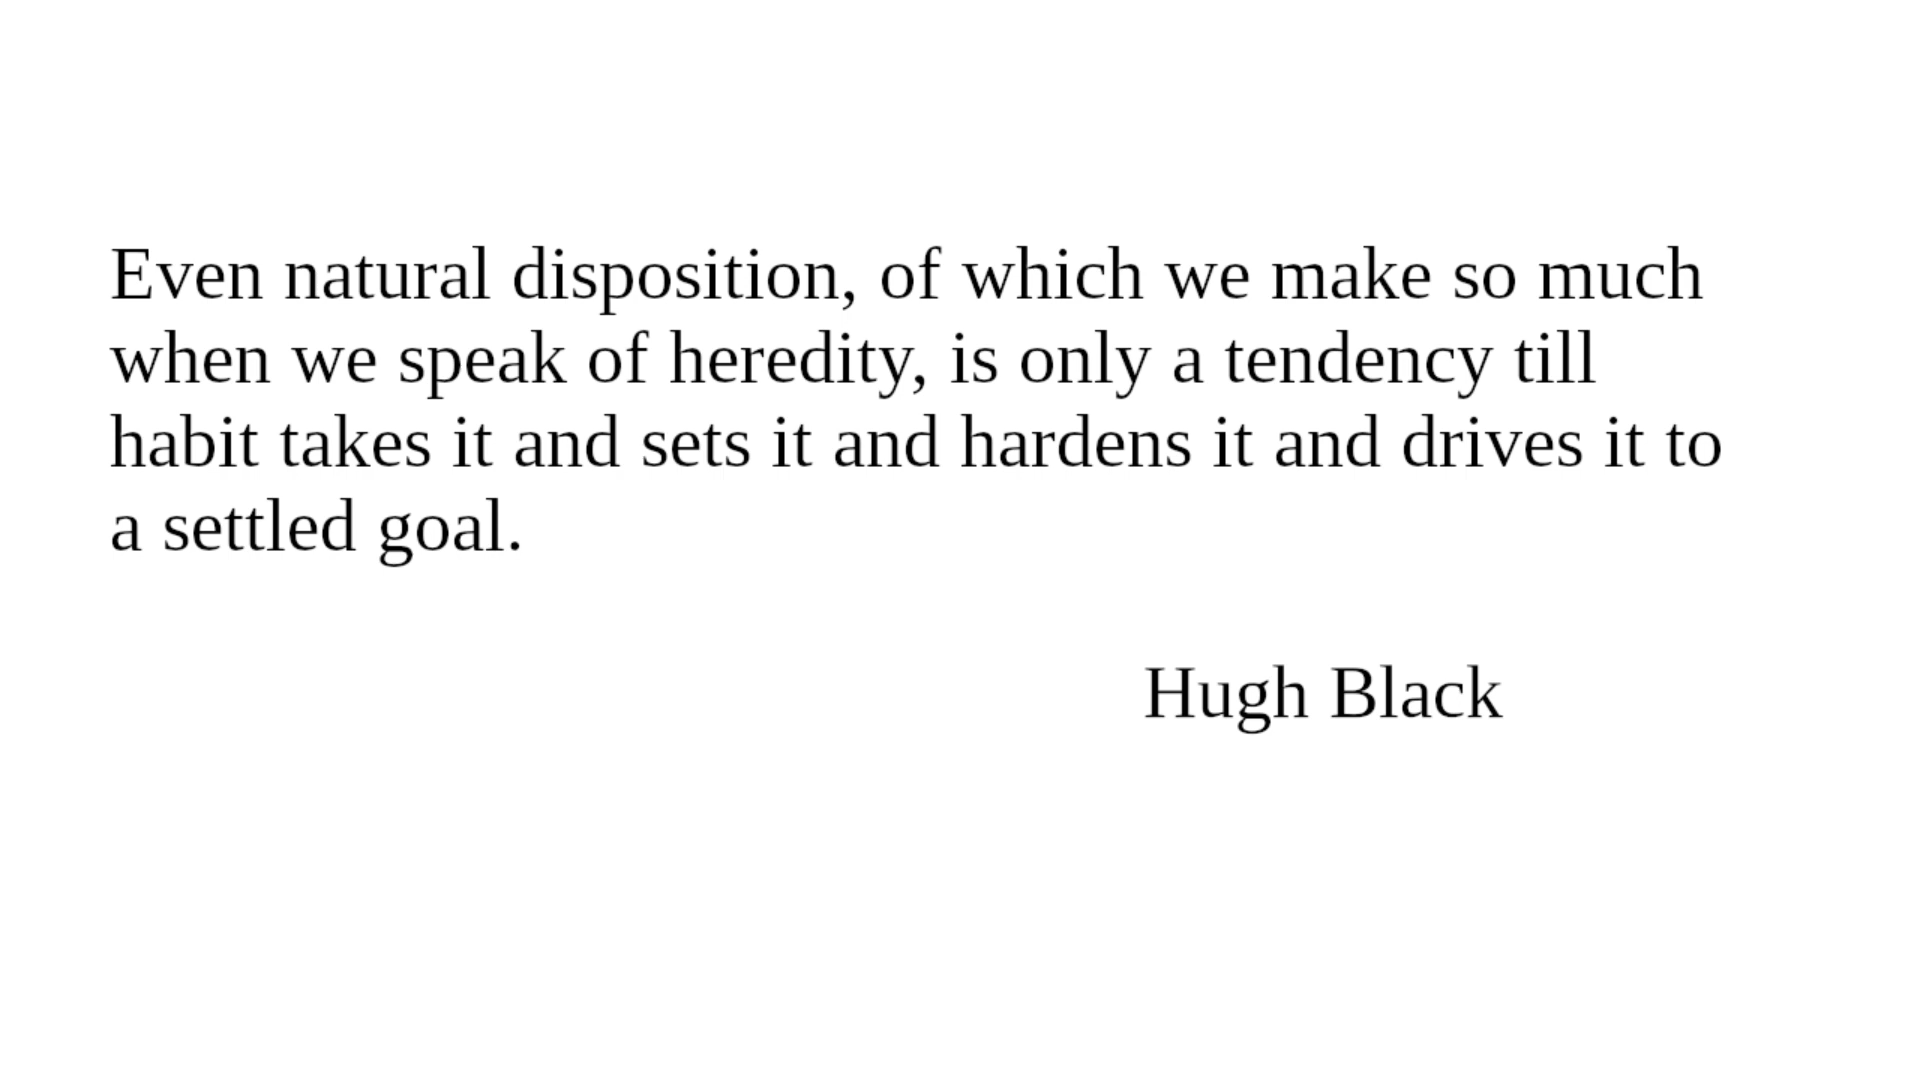 Even natural disposition, of which we make so much
when we speak of heredity, is only a tendency till
habit takes it and sets it and hardens it and drives it to
a settled goal.
Hugh Black